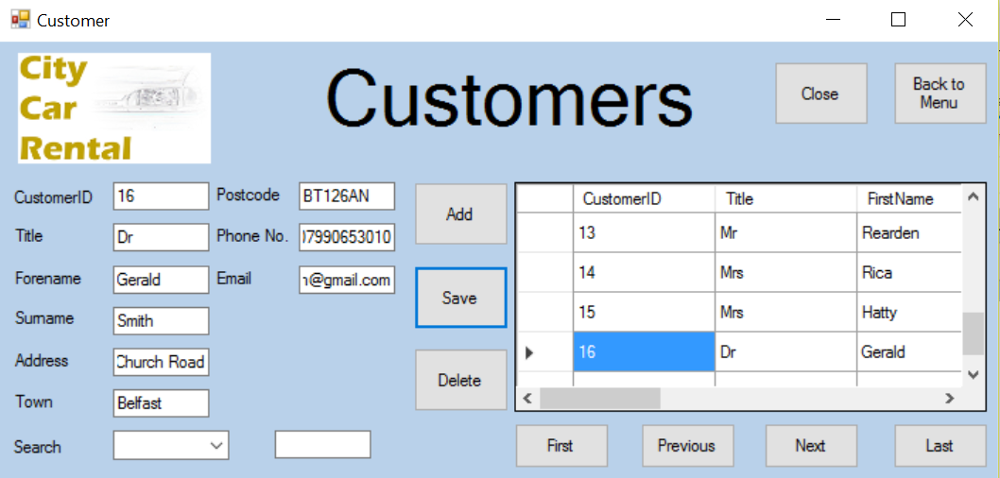 Customer
City
Car
Rental
Customers
Close
Back to
Menu
CustomerID 16 Postcode BT126AN
Title Dr Phone No. 07990653010
Forename Gerald Email @gmail.com
Surname Smith
Address Church Road
Town Belfast
Search
Add
Save
Delete
CustomerID Title FirstName
13 Mr Rearden
14 Mrs Rica
15 Mrs Hatty
16 Dr Gerald
First Previous Next Last